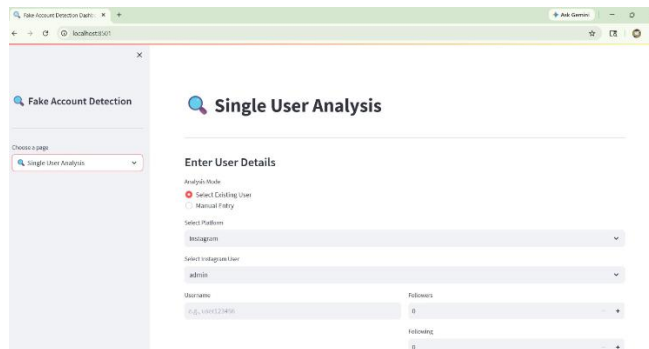 Fake Account Detection Dashb
Ask Gemini
localhost:8501
Fake Account Detection
Choose a page
Single User Analysis
Single User Analysis
Enter User Details
Analysis Mode
Select Existing User
Manual Entry
Select Platform
Instagram
Select Instagram User
admin
Username
Followers
e.g., user123456
0
Following
0